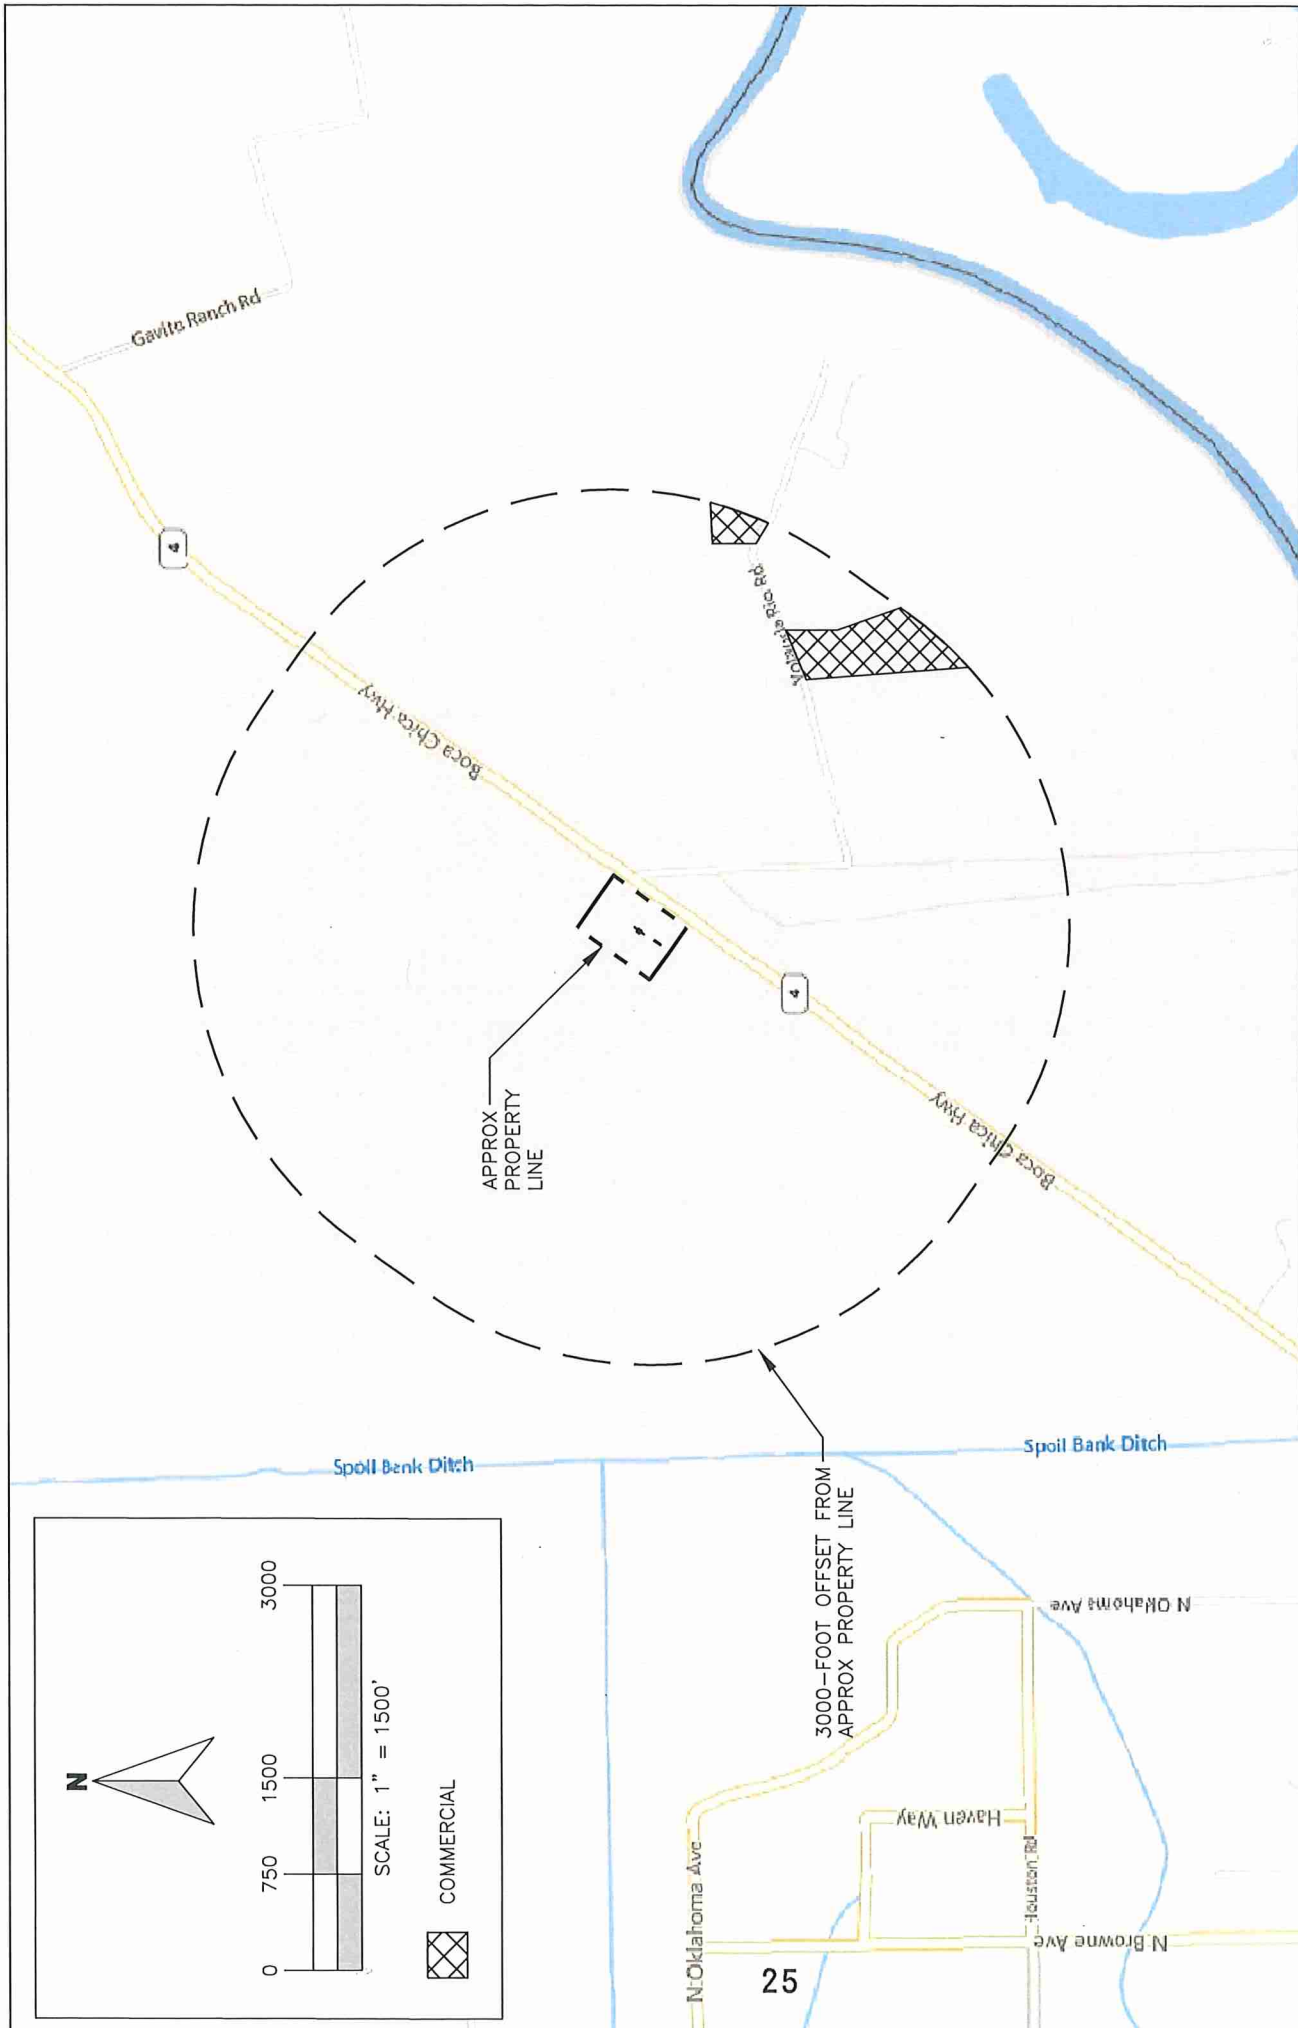 N
0 750 1500 3000
SCALE: 1" = 1500'
COMMERCIAL
Spoil Bank Ditch
Spoil Bank Ditch
APPROX
PROPERTY
LINE
3000-FOOT OFFSET FROM
APPROX PROPERTY LINE
Gavito Ranch Rd
4
Boca Chica Hwy
4
Boca Chica Hwy
Rio Rd
N Oklahoma Ave
N Oklahoma Ave
Haven Way
Houston Rd
N Browne Ave
25